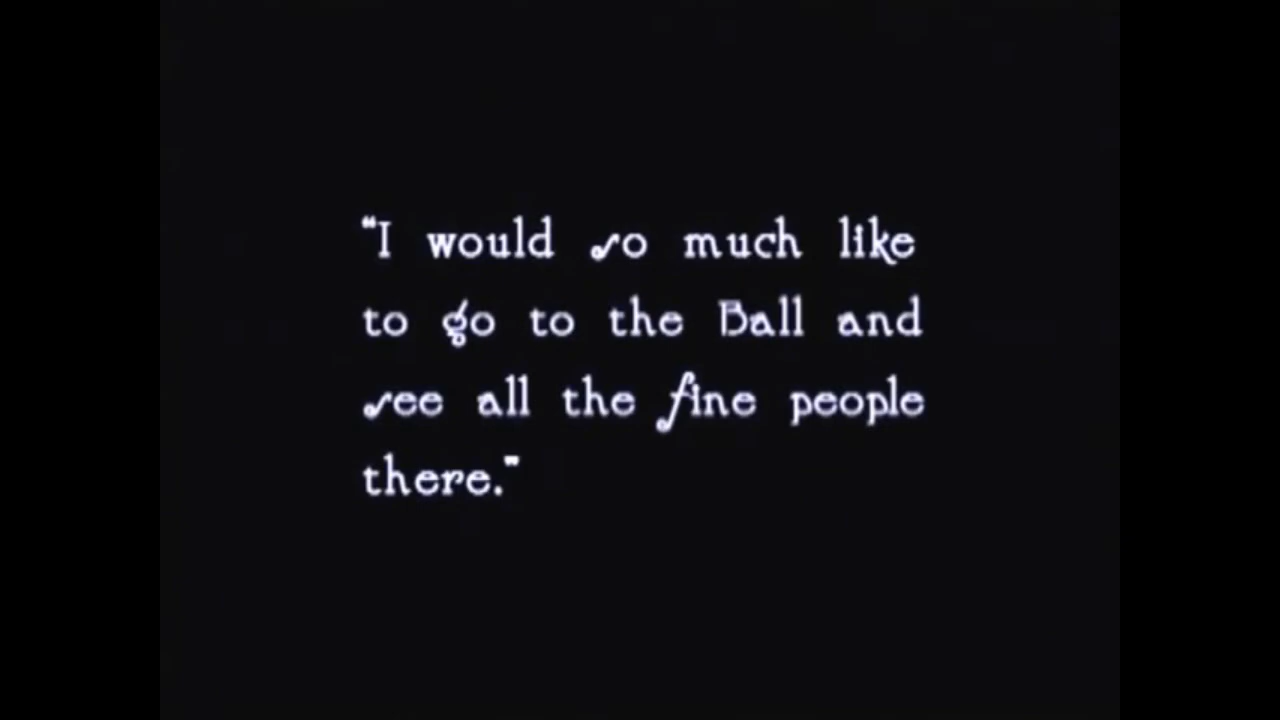 "I would so much like
to go to the Ball and
see all the fine people
there."